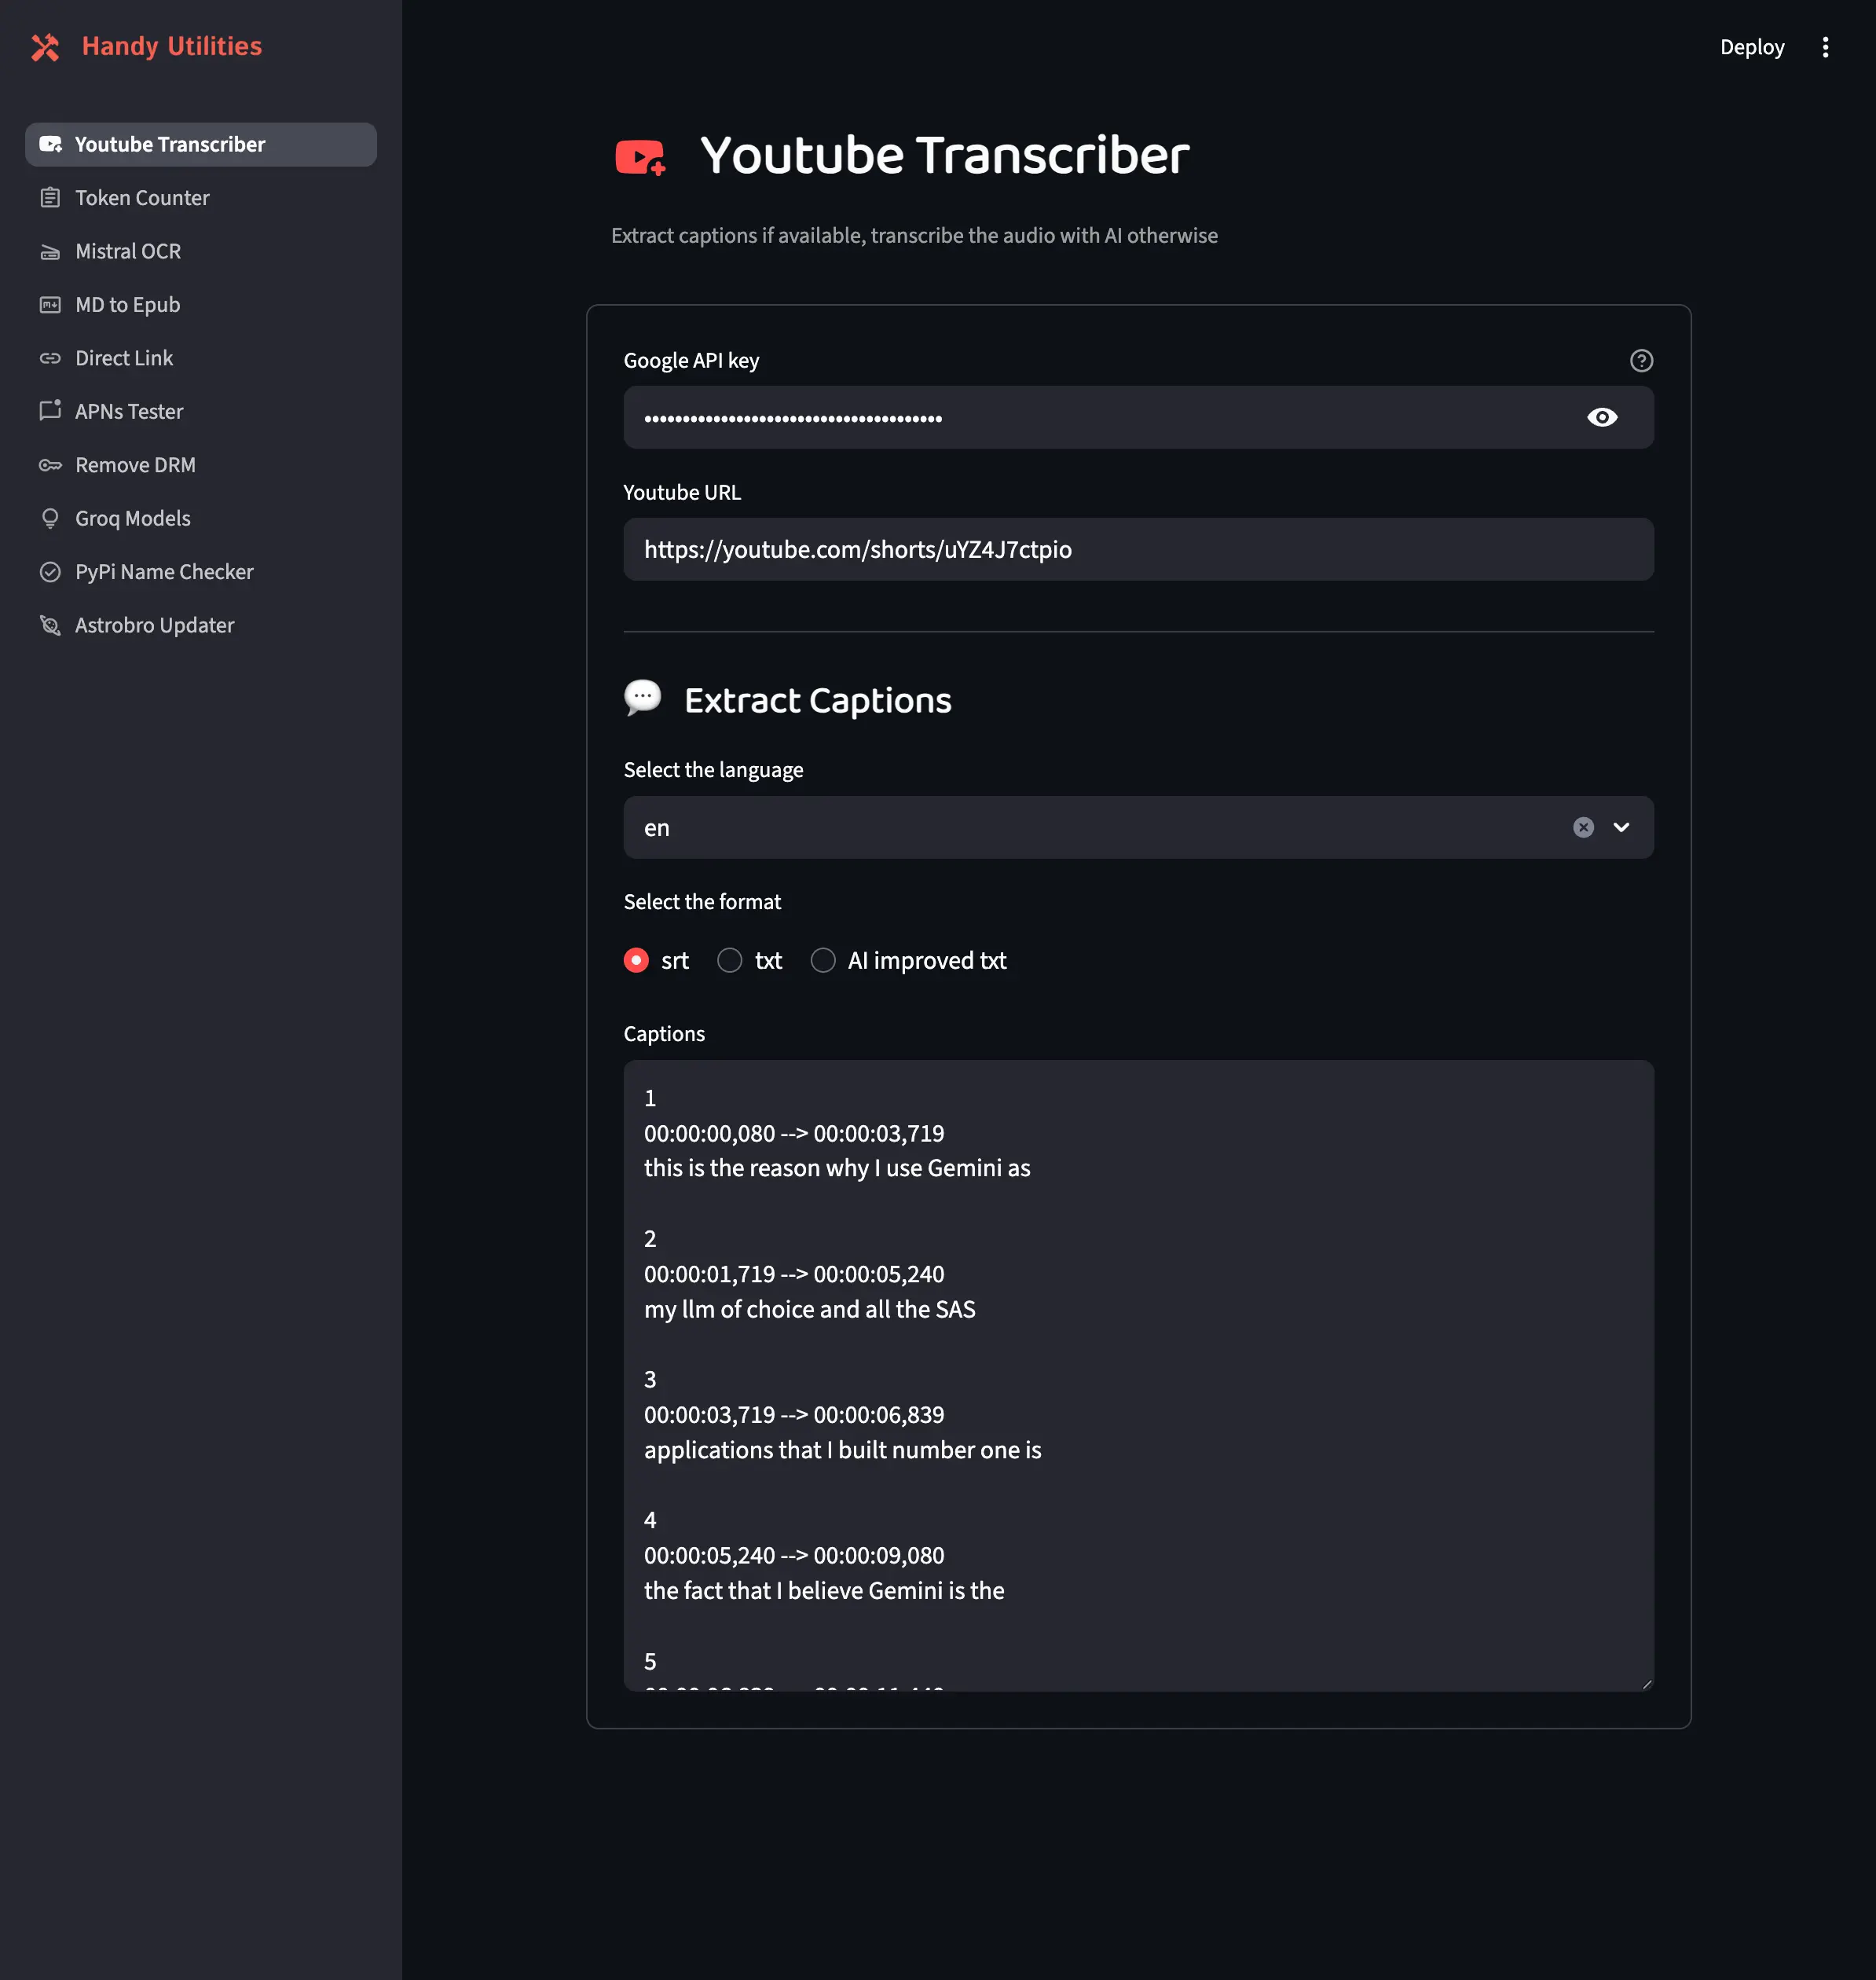 Handy Utilities
Deploy
Youtube Transcriber
Token Counter
Mistral OCR
MD to Epub
Direct Link
APNs Tester
Remove DRM
Groq Models
PyPi Name Checker
Astrobro Updater
Youtube Transcriber
Extract captions if available, transcribe the audio with AI otherwise
Google API key
••••••••••••••••••••••••••••••••••••••
Youtube URL
https://youtube.com/shorts/uYZ4J7ctpio
Extract Captions
Select the language
en
Select the format
srt txt AI improved txt
Captions
1
00:00:00,080 --> 00:00:03,719
this is the reason why I use Gemini as
2
00:00:01,719 --> 00:00:05,240
my llm of choice and all the SAS
3
00:00:03,719 --> 00:00:06,839
applications that I built number one is
4
00:00:05,240 --> 00:00:09,080
the fact that I believe Gemini is the
5